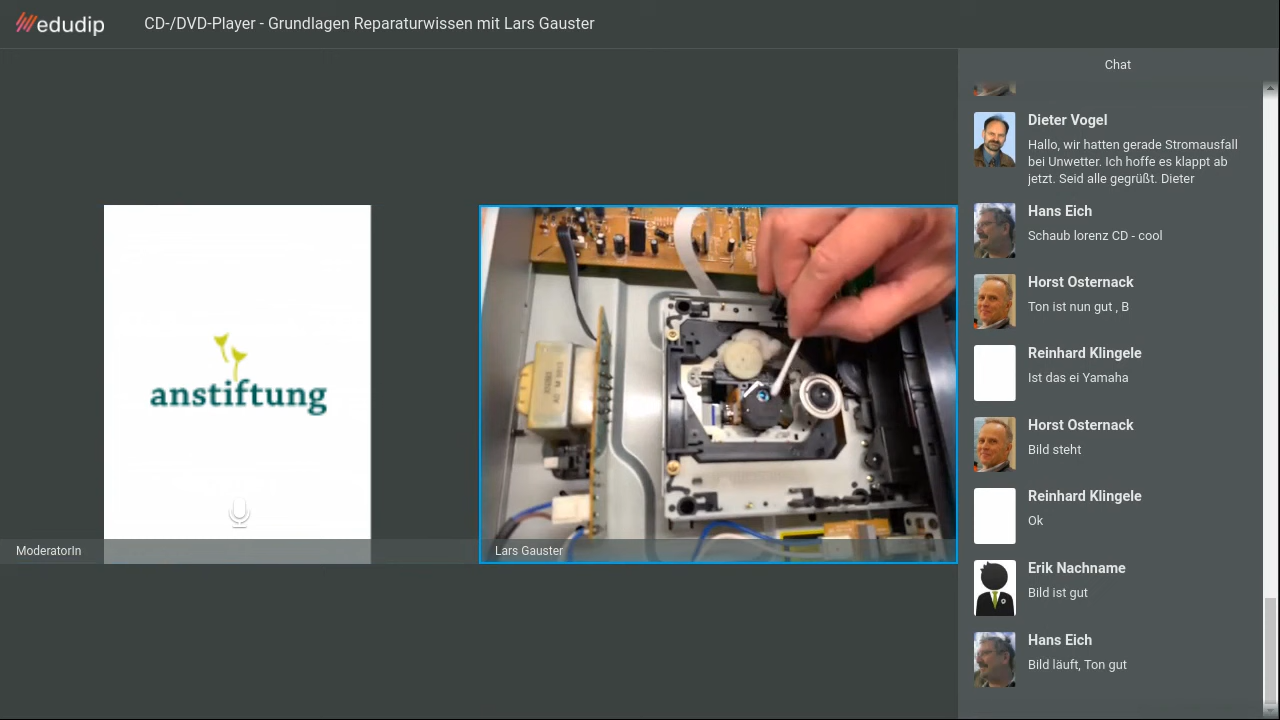 edudip
CD-/DVD-Player - Grundlagen Reparaturwissen mit Lars Gauster
Chat
Dieter Vogel
Hallo, wir hatten gerade Stromausfall
bei Unwetter. Ich hoffe es klappt ab
jetzt. Seid alle gegrüßt. Dieter
Hans Eich
Schaub lorenz CD - cool
Horst Osternack
Ton ist nun gut , B
Reinhard Klingele
Ist das ei Yamaha
Horst Osternack
Bild steht
Reinhard Klingele
Ok
Erik Nachname
Bild ist gut
Hans Eich
Bild läuft, Ton gut
anstiftung
ModeratorIn
Lars Gauster